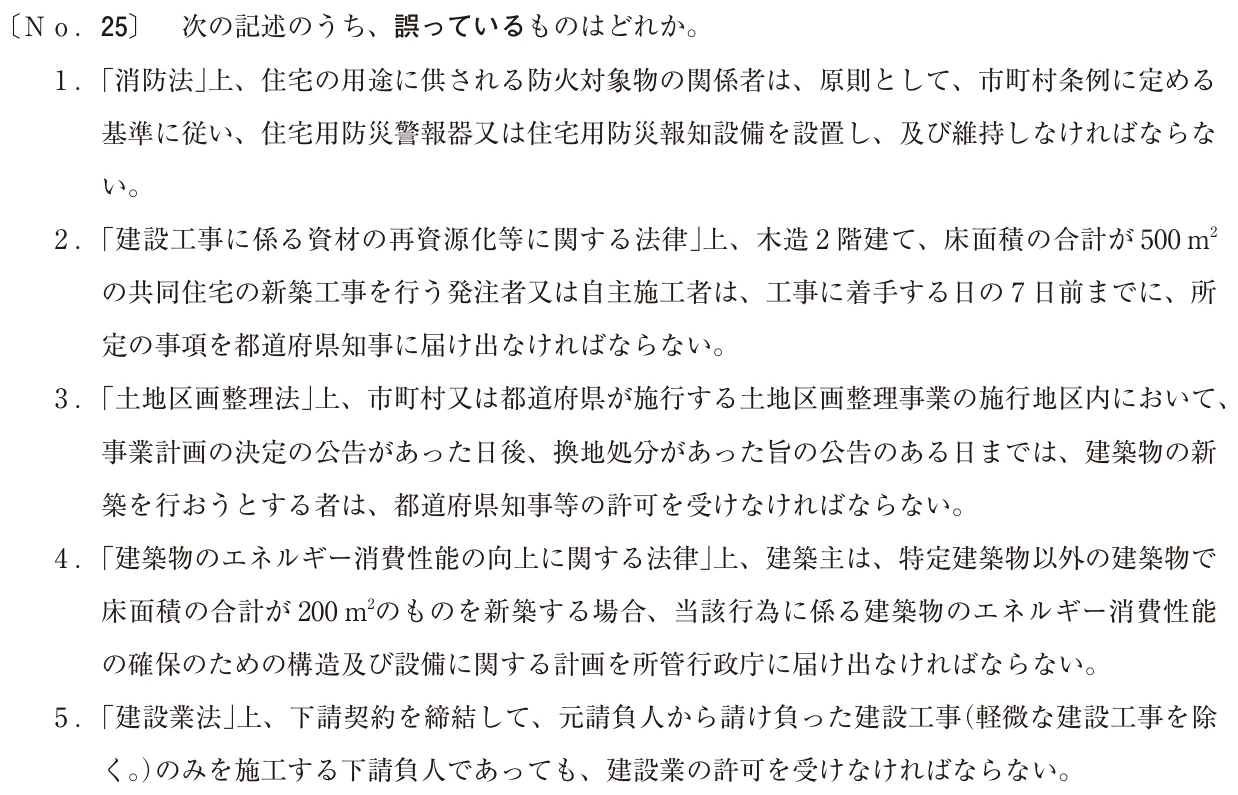 〔Ｎｏ．25〕　次の記述のうち、誤っているものはどれか。
１．「消防法」上、住宅の用途に供される防火対象物の関係者は、原則として、市町村条例に定める
基準に従い、住宅用防災警報器又は住宅用防災報知設備を設置し、及び維持しなければならな
い。
２．「建設工事に係る資材の再資源化等に関する法律」上、木造２階建て、床面積の合計が 500 m²
の共同住宅の新築工事を行う発注者又は自主施工者は、工事に着手する日の７日前までに、所
定の事項を都道府県知事に届け出なければならない。
３．「土地区画整理法」上、市町村又は都道府県が施行する土地区画整理事業の施行地区内において、
事業計画の決定の公告があった日後、換地処分があった旨の公告のある日までは、建築物の新
築を行おうとする者は、都道府県知事等の許可を受けなければならない。
４．「建築物のエネルギー消費性能の向上に関する法律」上、建築主は、特定建築物以外の建築物で
床面積の合計が 200 m²のものを新築する場合、当該行為に係る建築物のエネルギー消費性能
の確保のための構造及び設備に関する計画を所管行政庁に届け出なければならない。
５．「建設業法」上、下請契約を締結して、元請負人から請け負った建設工事（軽微な建設工事を除
く。）のみを施工する下請負人であっても、建設業の許可を受けなければならない。